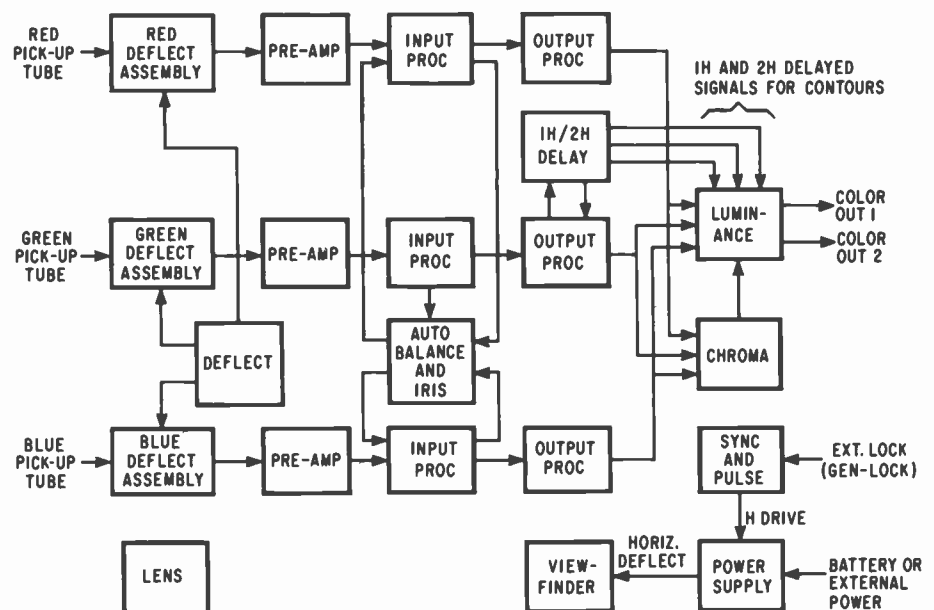 RED
PICK-UP
TUBE
RED
DEFLECT
ASSEMBLY
PRE-AMP
INPUT
PROC
OUTPUT
PROC
1H AND 2H DELAYED
SIGNALS FOR CONTOURS
1H/2H
DELAY
GREEN
PICK-UP
TUBE
GREEN
DEFLECT
ASSEMBLY
PRE-AMP
INPUT
PROC
OUTPUT
PROC
LUMIN-
ANCE
COLOR
OUT 1
COLOR
OUT 2
DEFLECT
AUTO
BALANCE
AND
IRIS
CHROMA
BLUE
PICK-UP
TUBE
BLUE
DEFLECT
ASSEMBLY
PRE-AMP
INPUT
PROC
OUTPUT
PROC
SYNC
AND
PULSE
EXT. LOCK
(GEN-LOCK)
H DRIVE
LENS
VIEW-
FINDER
HORIZ.
DEFLECT
POWER
SUPPLY
BATTERY OR
EXTERNAL
POWER